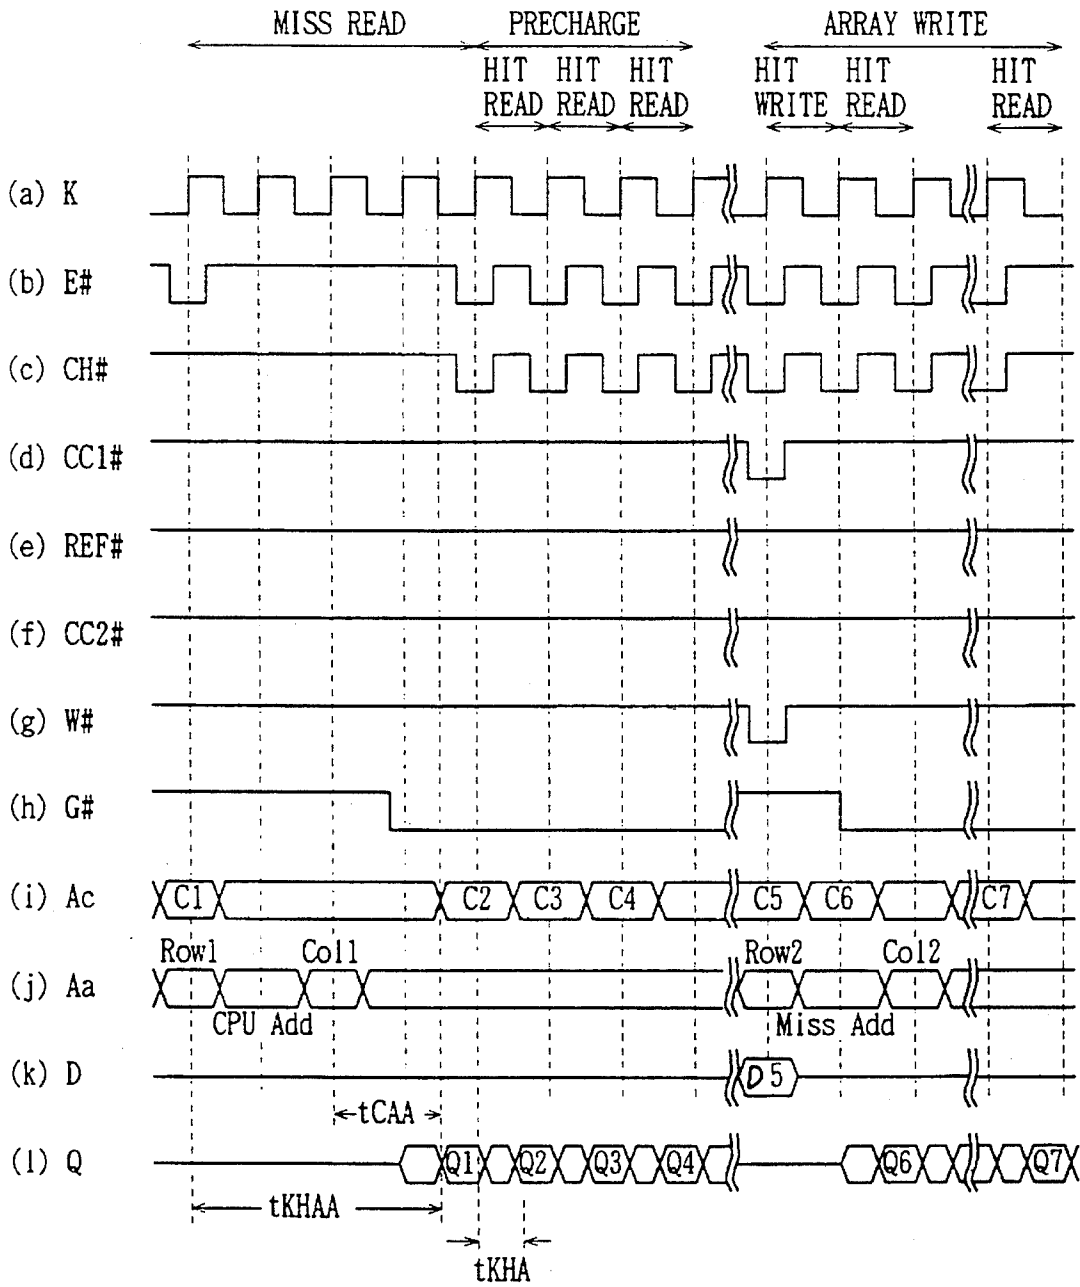 MISS READ PRECHARGE ARRAY WRITE
HIT HIT HIT HIT HIT HIT
READ READ READ WRITE READ READ
(a) K
(b) E#
(c) CH#
(d) CC1#
(e) REF#
(f) CC2#
(g) W#
(h) G#
(i) Ac C1 C2 C3 C4 C5 C6 C7
Row1 Col1 Row2 Col2
(j) Aa
CPU Add Miss Add
(k) D D5
tCAA
(l) Q Q1 Q2 Q3 Q4 Q6 Q7
tKHAA
tKHA